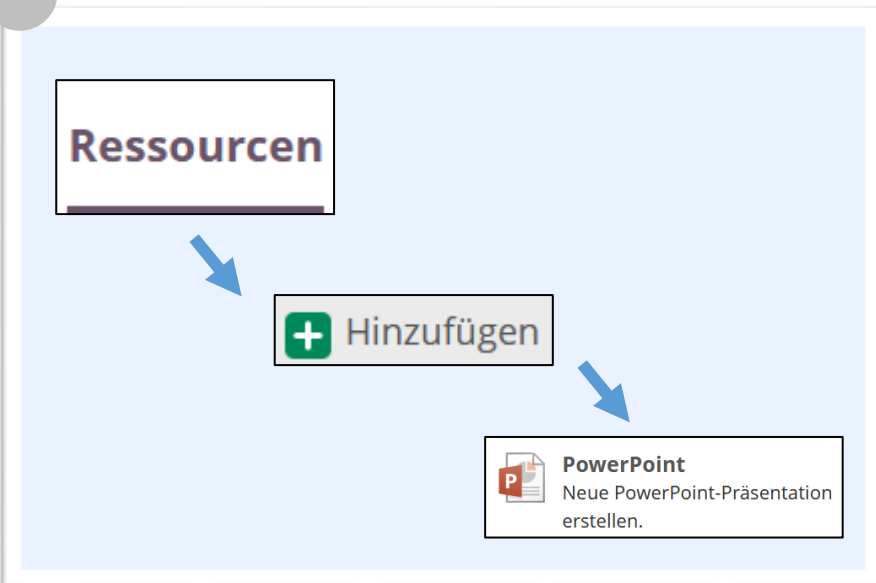 Ressourcen
Hinzufügen
P
PowerPoint
Neue PowerPoint-Präsentation
erstellen.